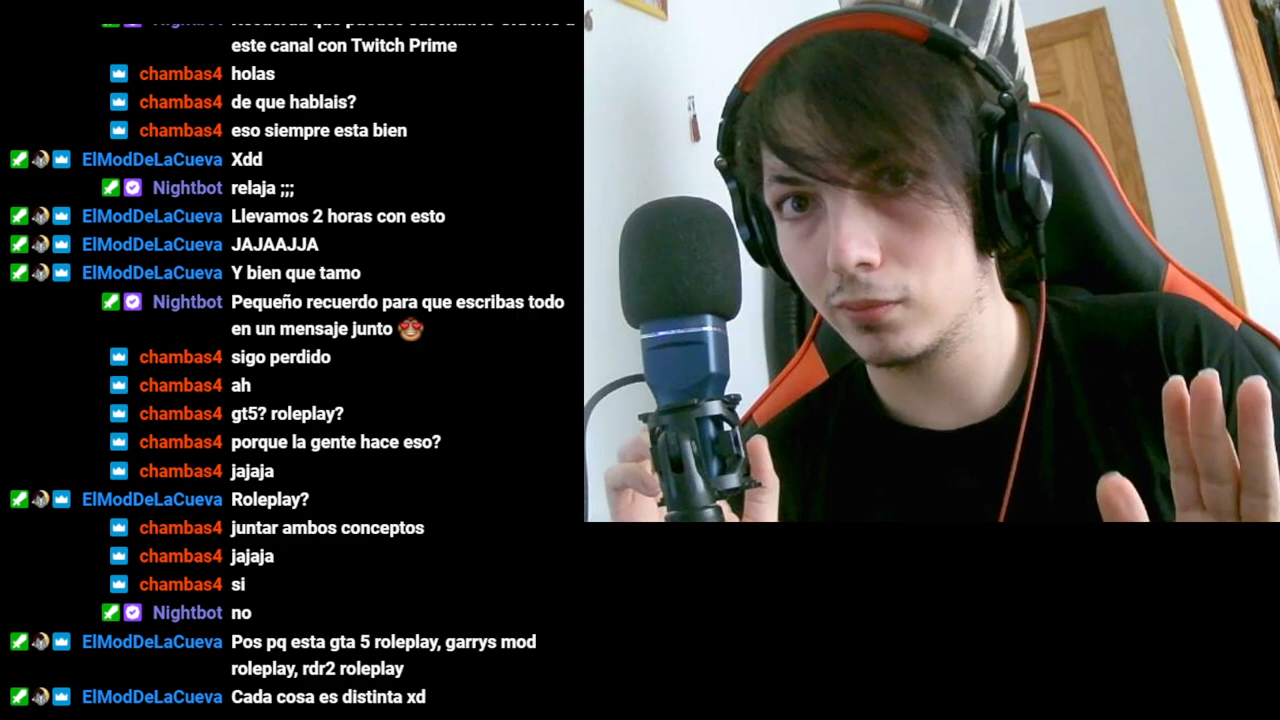 este canal con Twitch Prime
chambas4 holas
chambas4 de que hablais?
chambas4 eso siempre esta bien
ElModDeLaCueva Xdd
Nightbot relaja ;;;
ElModDeLaCueva Llevamos 2 horas con esto
ElModDeLaCueva JAJAAJJA
ElModDeLaCueva Y bien que tamo
Nightbot Pequeño recuerdo para que escribas todo
en un mensaje junto
chambas4 sigo perdido
chambas4 ah
chambas4 gt5? roleplay?
chambas4 porque la gente hace eso?
chambas4 jajaja
ElModDeLaCueva Roleplay?
chambas4 juntar ambos conceptos
chambas4 jajaja
chambas4 si
Nightbot no
ElModDeLaCueva Pos pq esta gta 5 roleplay, garrys mod
roleplay, rdr2 roleplay
ElModDeLaCueva Cada cosa es distinta xd